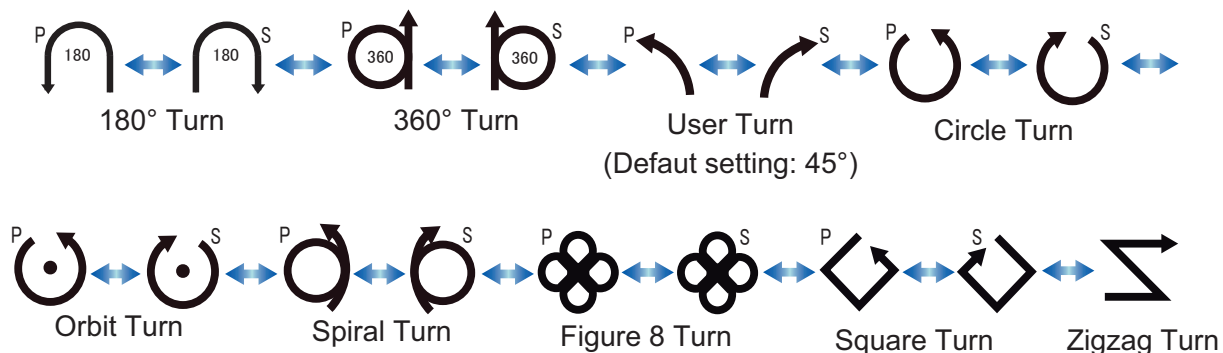 P 180 180 S P 360 360 S P S P S
180° Turn 360° Turn User Turn Circle Turn
(Defaut setting: 45°)
P S P S P S P S
Orbit Turn Spiral Turn Figure 8 Turn Square Turn Zigzag Turn